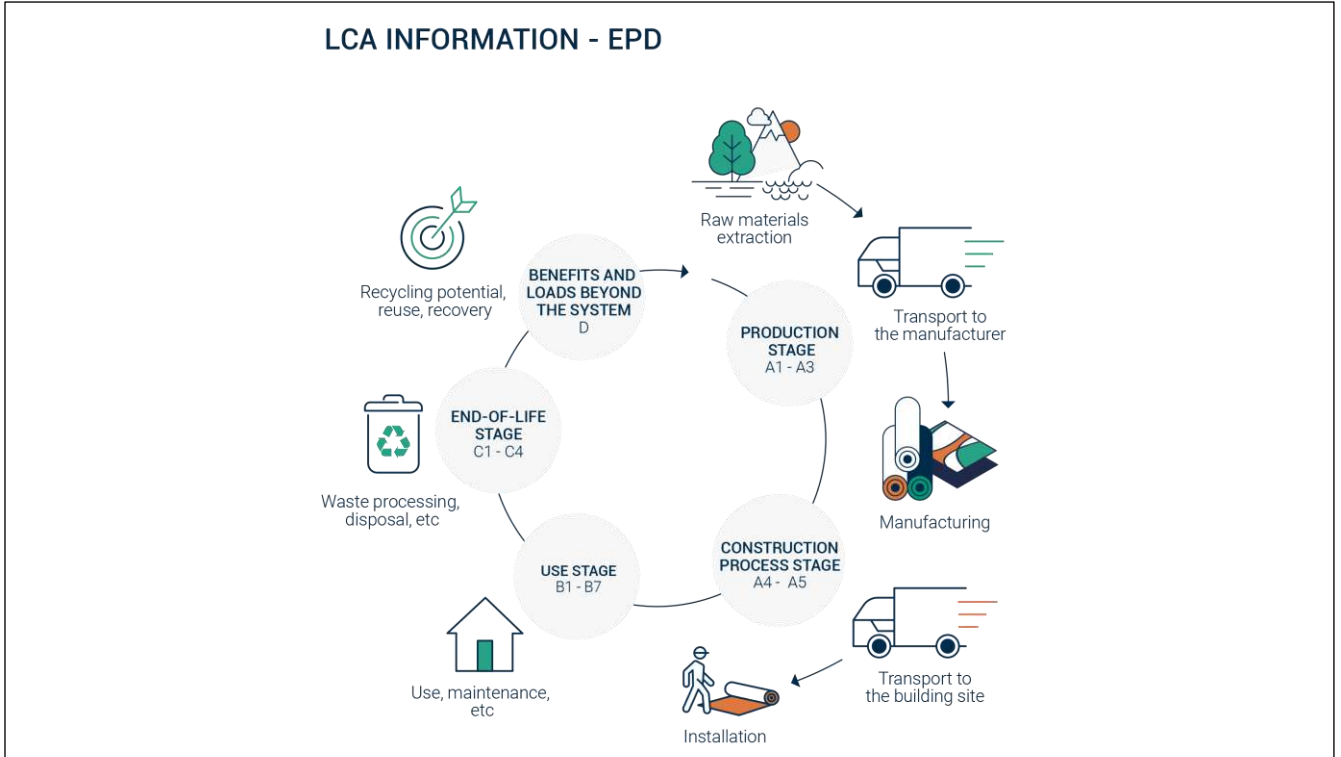 LCA INFORMATION - EPD
Raw materials
extraction
Transport to
the manufacturer
Manufacturing
Transport to
the building site
Installation
Use, maintenance,
etc
Waste processing,
disposal, etc
Recycling potential,
reuse, recovery
BENEFITS AND
LOADS BEYOND
THE SYSTEM
D
PRODUCTION
STAGE
A1 - A3
CONSTRUCTION
PROCESS STAGE
A4 - A5
USE STAGE
B1 - B7
END-OF-LIFE
STAGE
C1 - C4